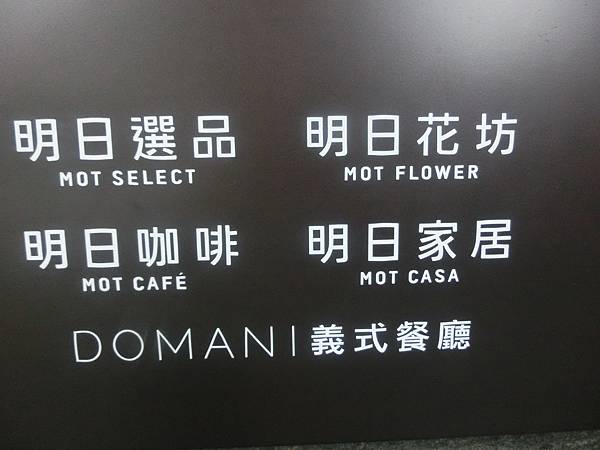 明日選品 明日花坊
MOT SELECT MOT FLOWER
明日咖啡 明日家居
MOT CAFÉ MOT CASA
DOMANI 義式餐廳